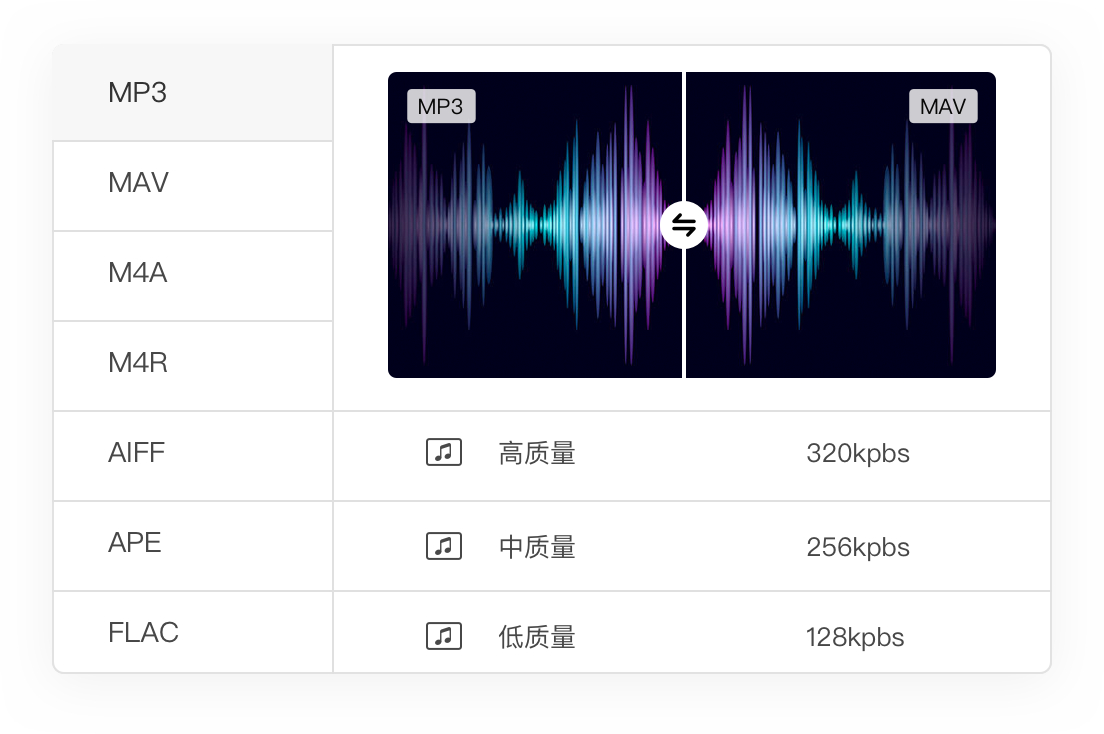 MP3
MAV
M4A
M4R
AIFF
APE
FLAC
MP3
MAV
高质量 320kpbs
中质量 256kpbs
低质量 128kpbs